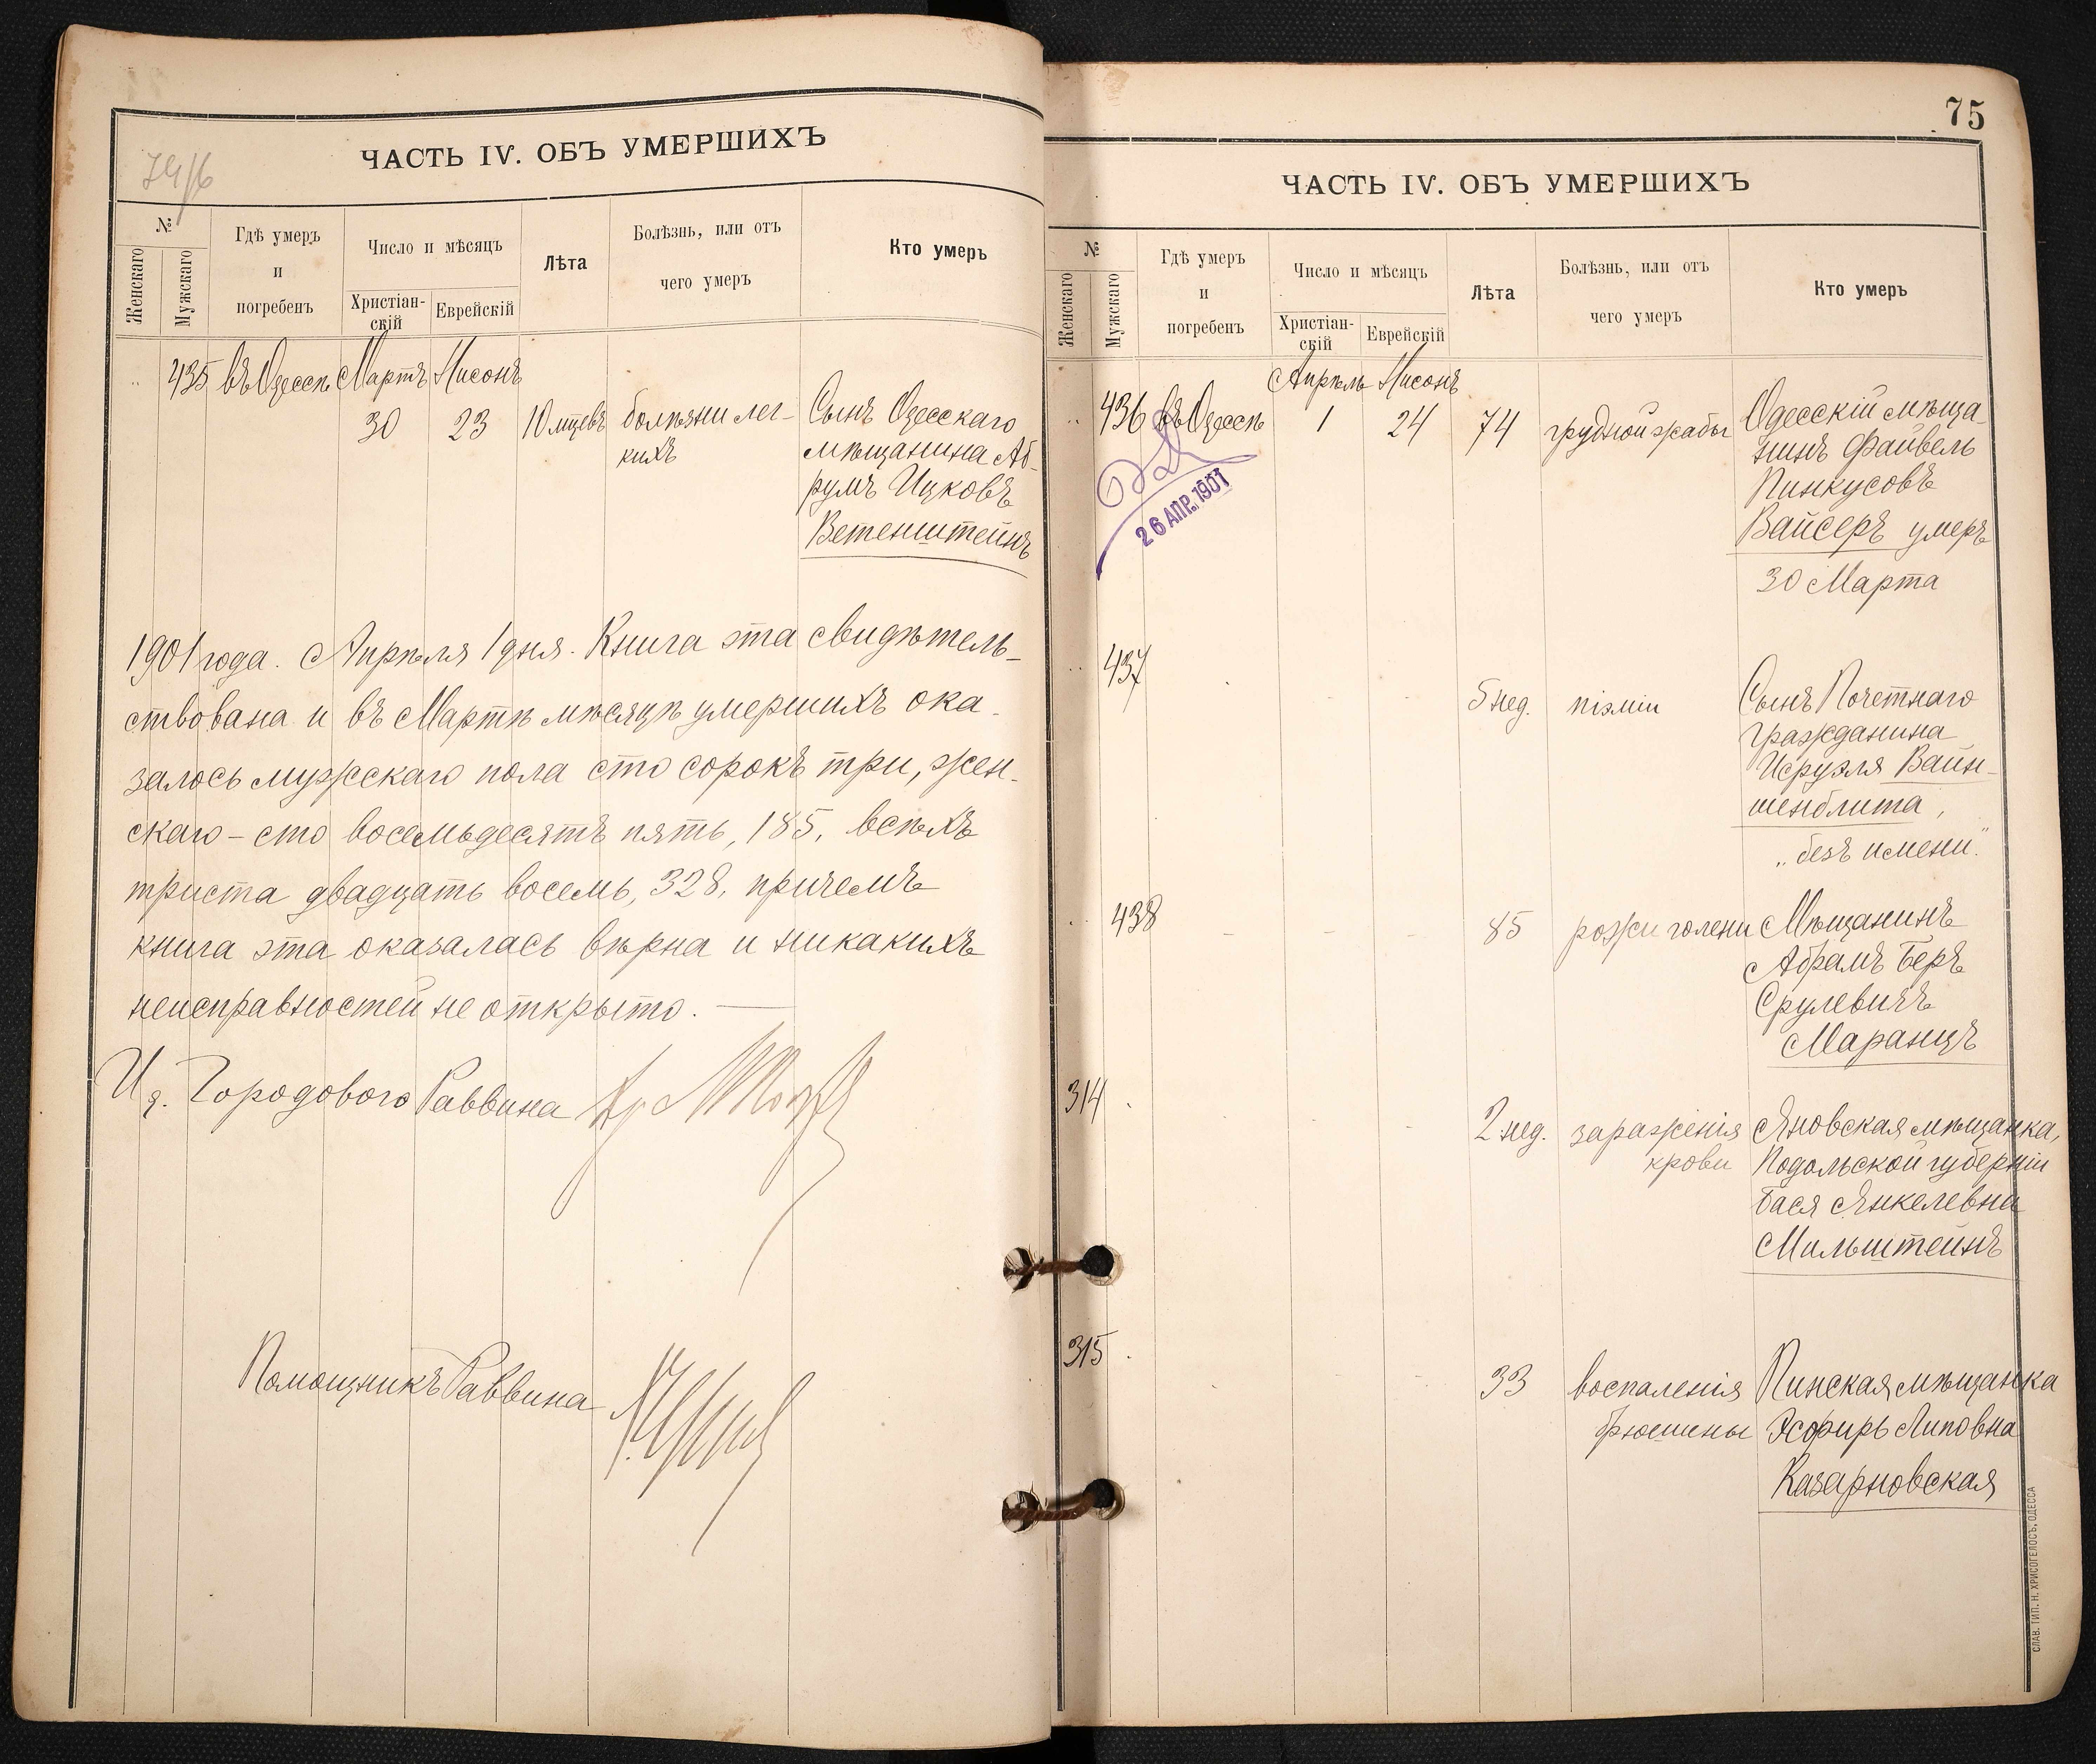 74/6
ЧАСТЬ IV. ОБЪ УМЕРШИХЪ
№
Женскаго
Мужскаго
Гдѣ умеръ
и
погребенъ
Число и мѣсяцъ
Христіан-
скій
Еврейскій
Лѣта
Болѣзнь, или отъ
чего умеръ
Кто умеръ
435 въ Одессѣ Мартъ Нисонъ
30 23 10 мцевъ болѣзни лег-
кихъ
Сынъ Одесскаго
мѣщанина Аб-
румъ Ицковъ
Ветенштейнъ
1901 года. Апрѣля 1 дня. Книга эта свидѣтель-
ствована и въ Мартѣ мѣсяцѣ умершихъ ока-
залось мужскаго пола сто сорокъ три, жен-
скаго - сто восемьдесятъ пять, 185, всѣхъ
триста двадцать восемь, 328, причемъ
книга эта оказалась вѣрна и никакихъ
неисправностей не открыто. —
И д. Городового Раввина
Помощникъ Раввина
75
ЧАСТЬ IV. ОБЪ УМЕРШИХЪ
№
Женскаго
Мужскаго
Гдѣ умеръ
и
погребенъ
Число и мѣсяцъ
Христіан-
скій
Еврейскій
Лѣта
Болѣзнь, или отъ
чего умеръ
Кто умеръ
Апрѣль Нисонъ
436 въ Одессѣ 1 24 74 грудной жабы
Одесскій мѣща-
нинъ Файвель
Пинкусовъ
Вайсеръ умеръ
30 Марта
26 АПР. 1901
437 - - 5 нед. піэміи
Сынъ Почетнаго
гражданина
Исруэля Вайн-
шенблита,
„безъ имени."
438 - - - 85 рожи голени
Мѣщанинъ
Абрамъ Беръ
Срулевичъ
Маранцъ
314 - - 2 нед. зараженія
крови
Яновская мѣщанка,
Подольской губерніи
Бася Янкелевна
Мильштейнъ
315 - - 33 воспаленія
брюшины
Пинская мѣщанка
Эсфирь Липовна
Казарновская
СЛАВ. ТИП. Н. ХРИСОГЕЛОСЪ, ОДЕССА